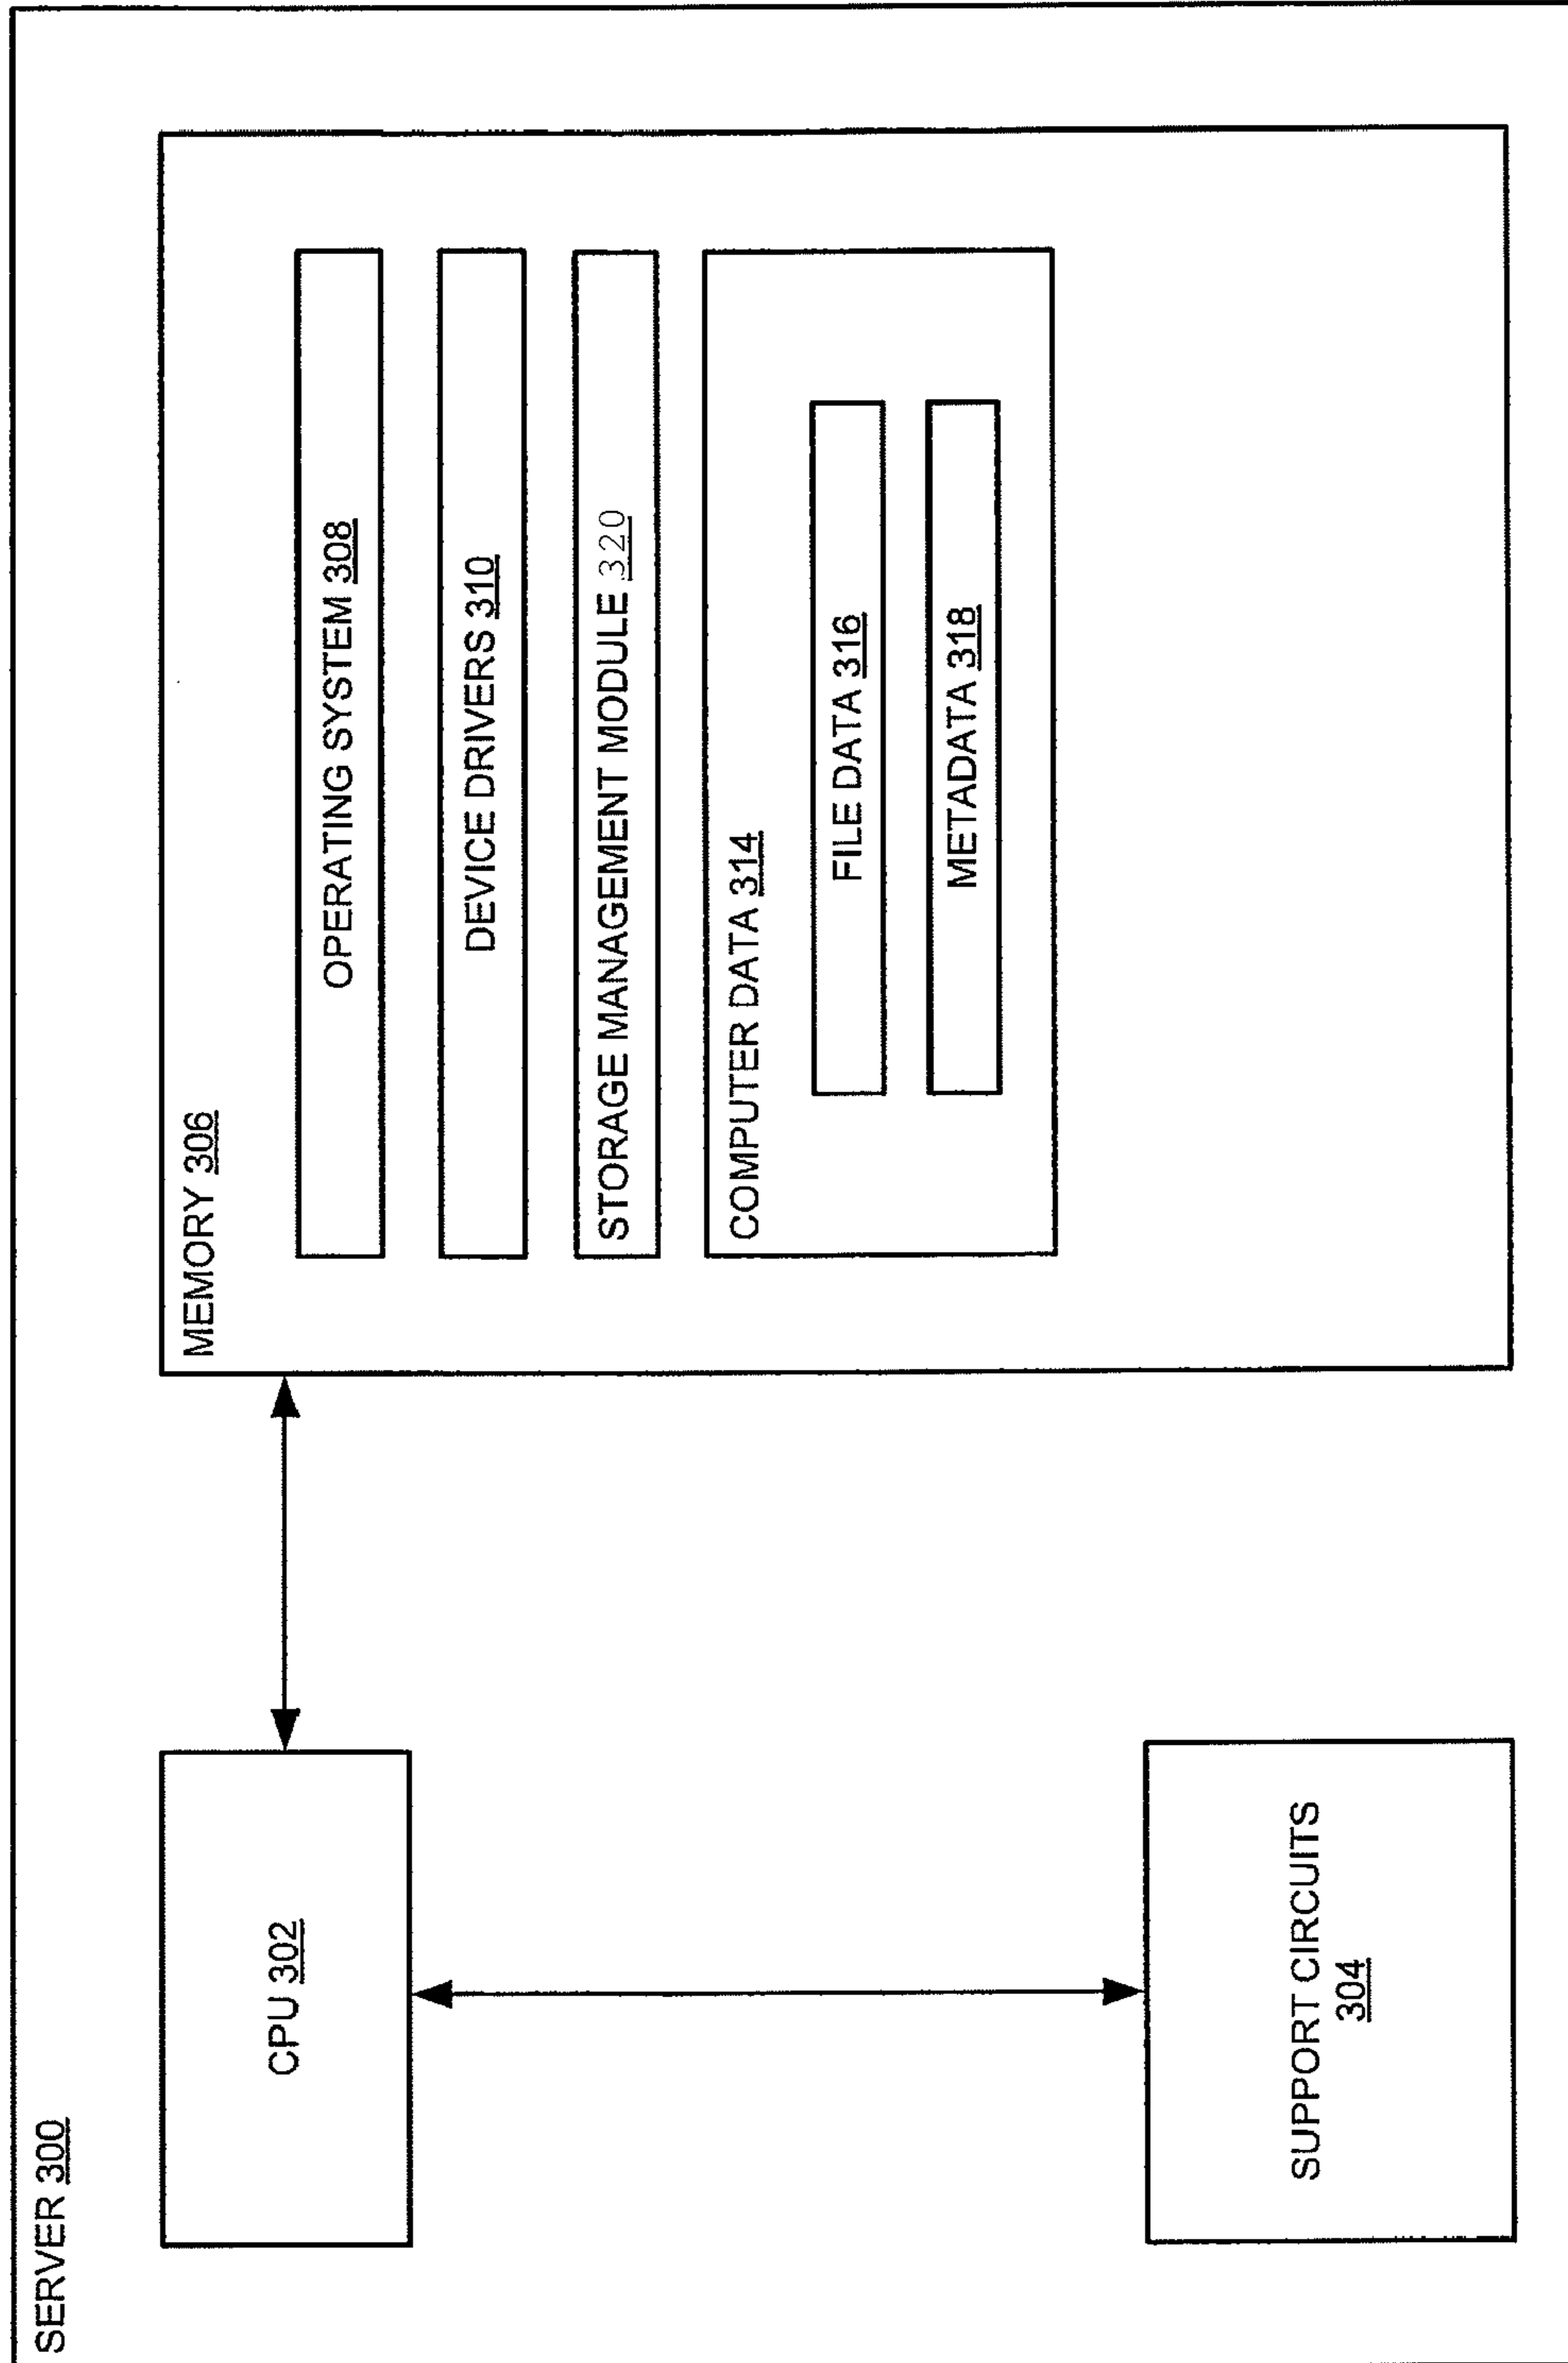 SERVER 300
CPU 302
SUPPORT CIRCUITS
304
MEMORY 306
OPERATING SYSTEM 308
DEVICE DRIVERS 310
STORAGE MANAGEMENT MODULE 320
COMPUTER DATA 314
FILE DATA 316
METADATA 318